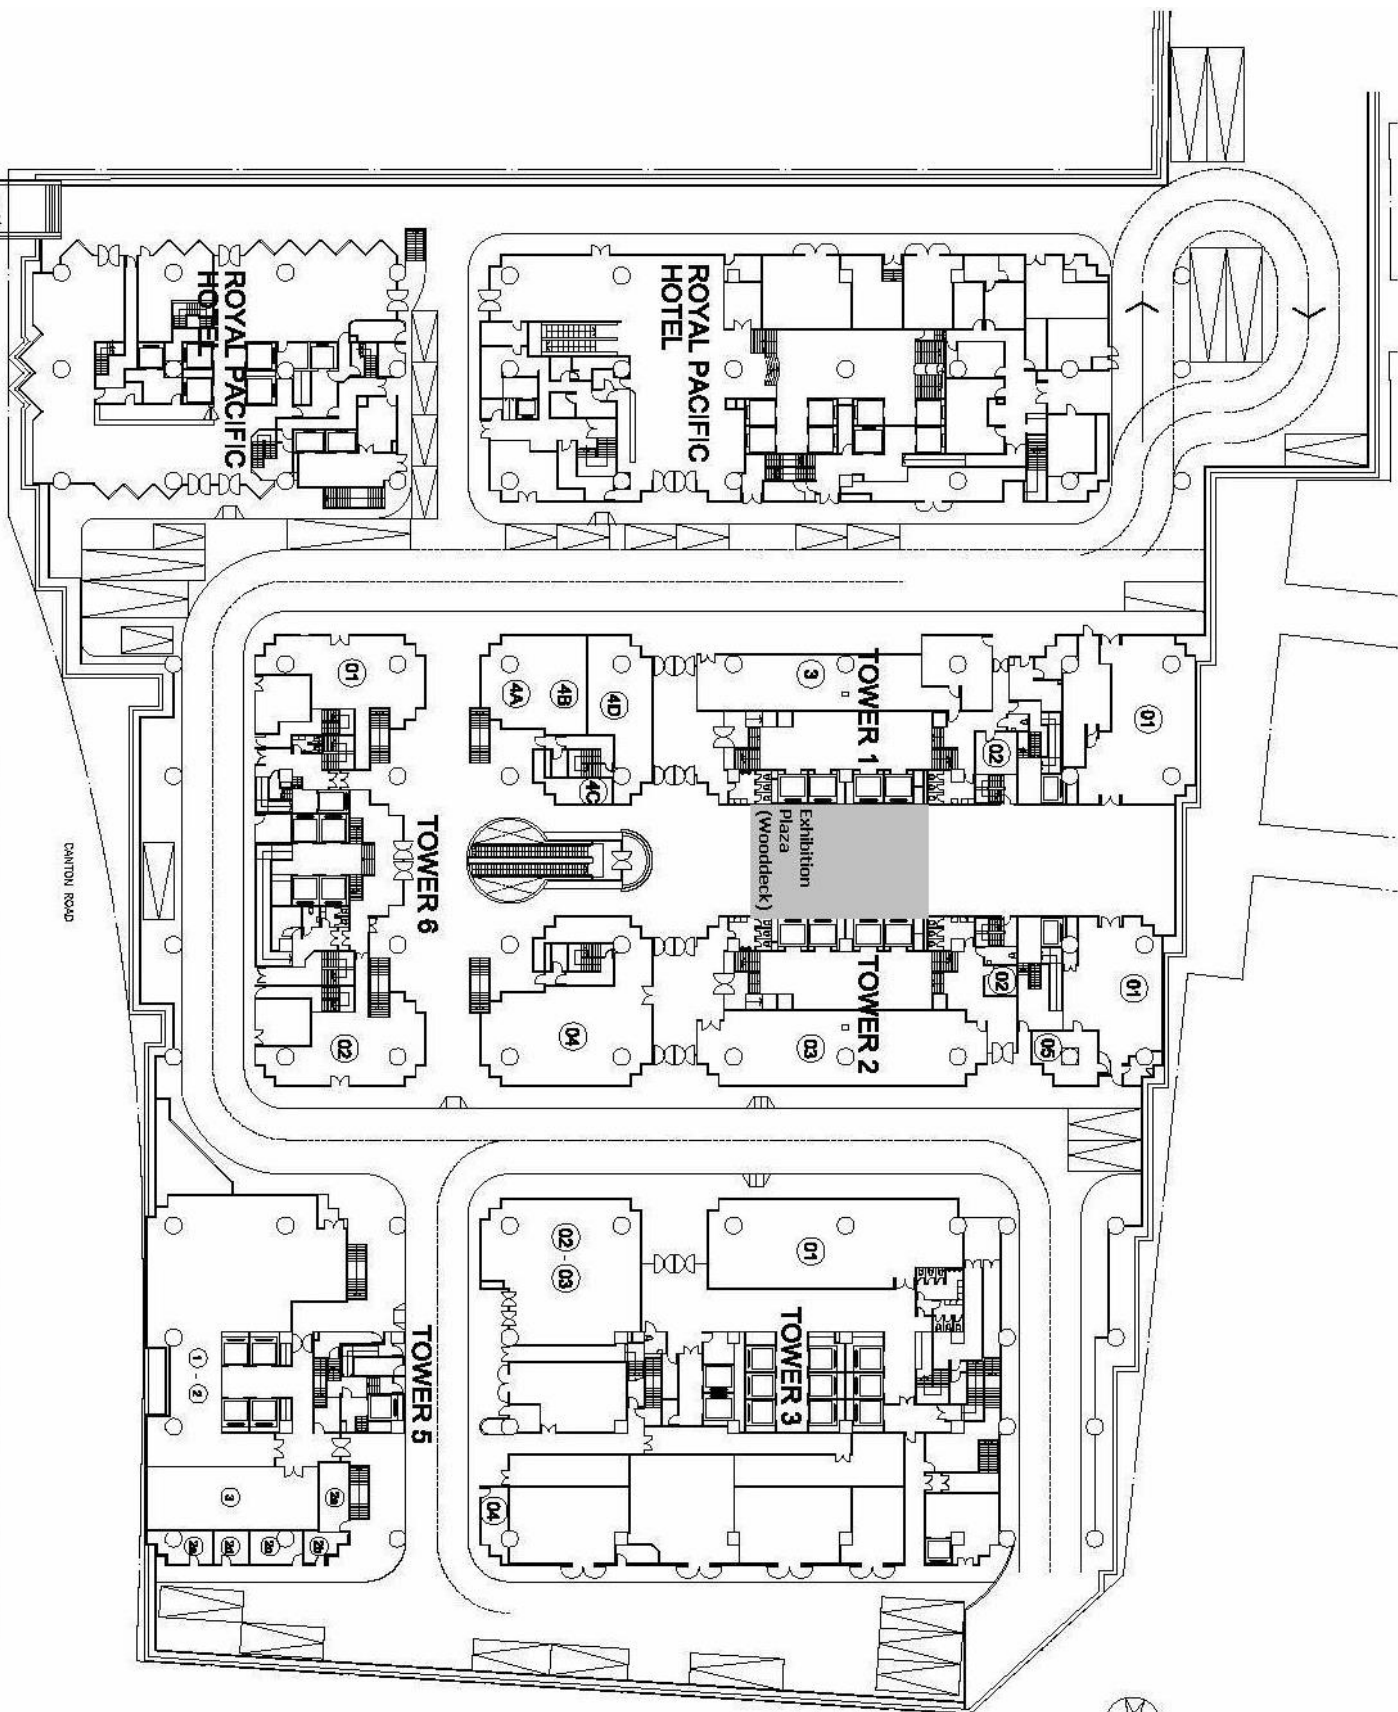 ROYAL PACIFIC
HOTEL
ROYAL PACIFIC
HOTEL
01
4A
4B
4D
4C
3
TOWER 1
02
01
TOWER 6
Exhibition
Plaza
(Wooddeck)
CANTON ROAD
02
04
03
TOWER 2
02
01
05
02 - 03
01
TOWER 3
04
TOWER 5
1 - 2
3
2a
2d